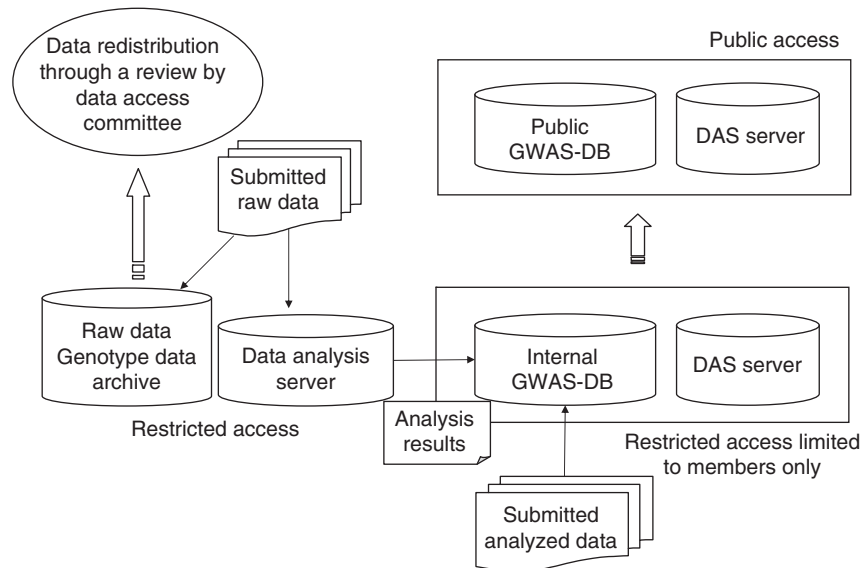 Data redistribution
through a review by
data access
committee
Public access
Public
GWAS-DB
DAS server
Submitted
raw data
Raw data
Genotype data
archive
Data analysis
server
Internal
GWAS-DB
DAS server
Restricted access
Analysis
results
Restricted access limited
to members only
Submitted
analyzed data